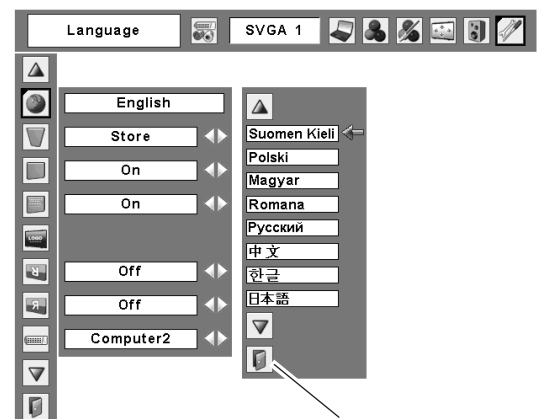 Language
SVGA 1
English
Store
On
On
LOGO
Off
Off
Computer2
Suomen Kieli
Polski
Magyar
Romana
Русский
中文
한글
日本語